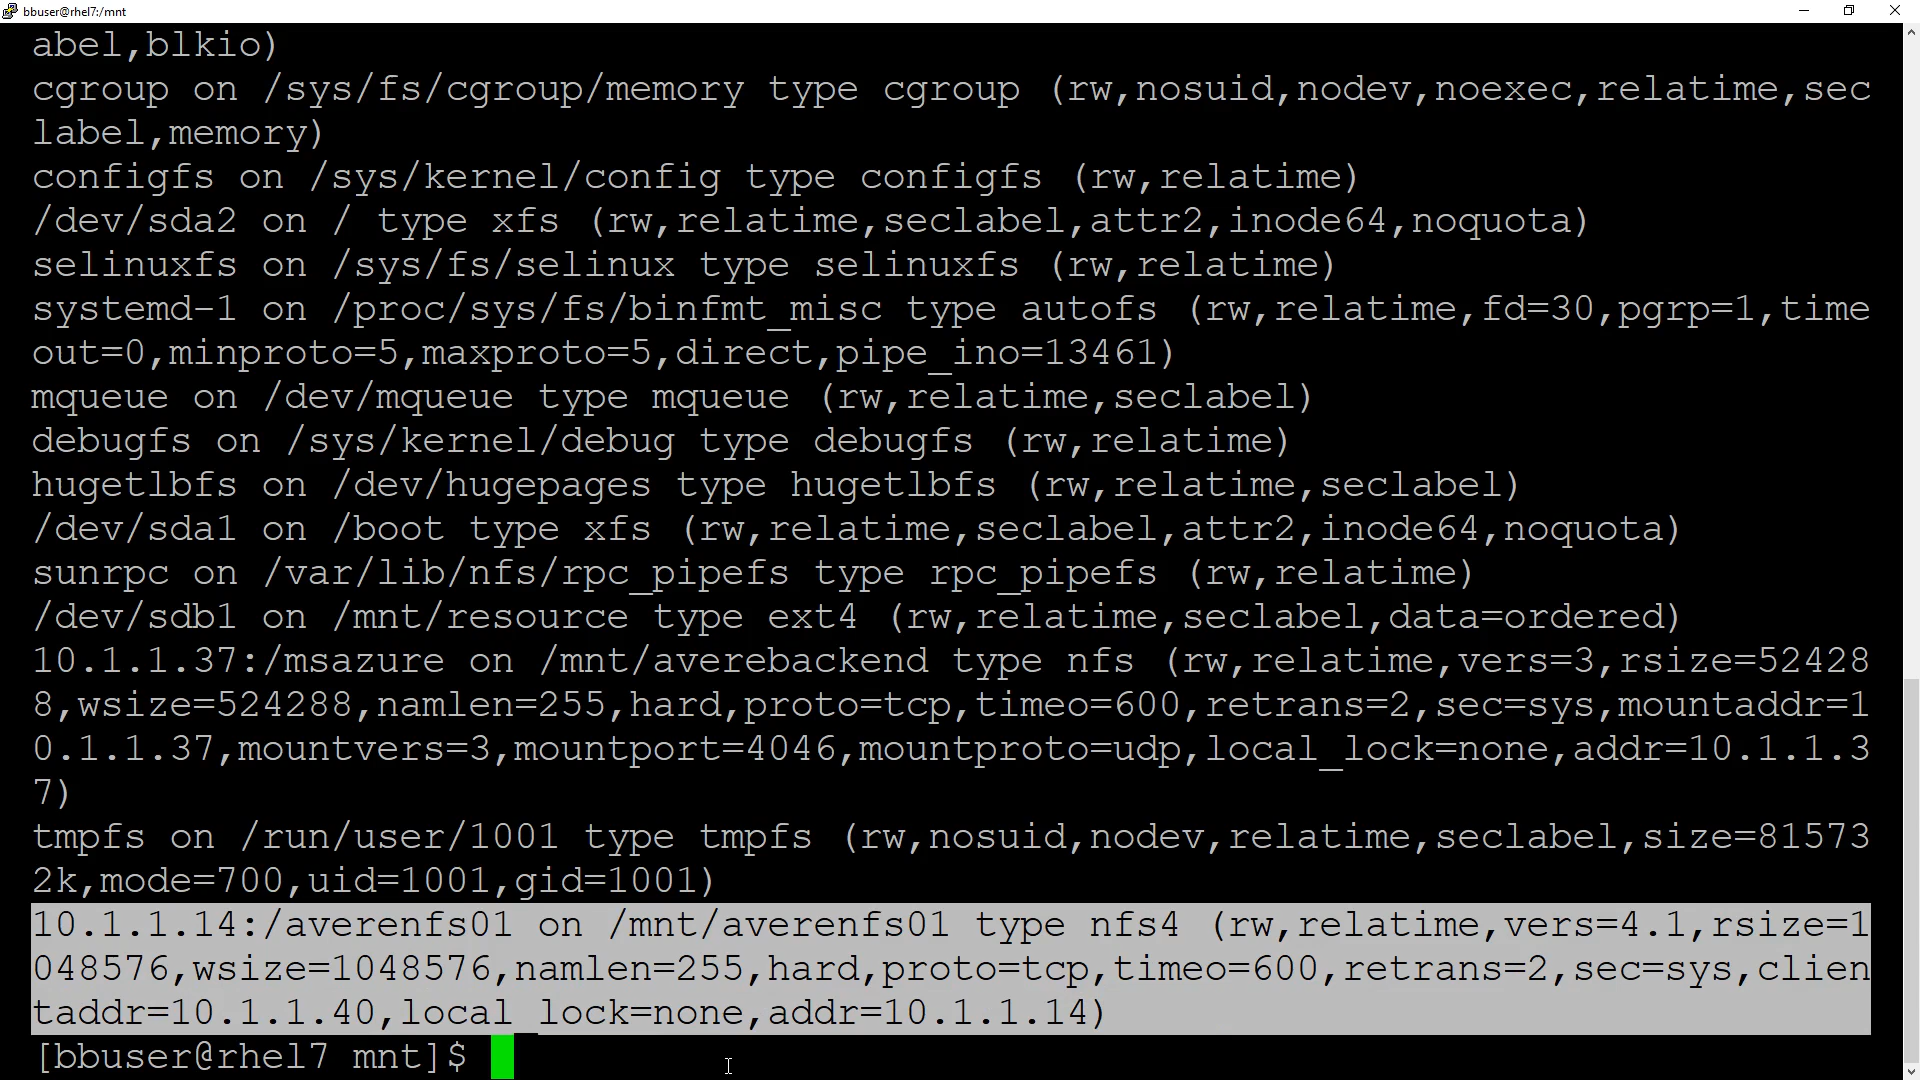 bbuser@rhel7:/mnt
abel,blkio)
cgroup on /sys/fs/cgroup/memory type cgroup (rw,nosuid,nodev,noexec,relatime,sec
label,memory)
configfs on /sys/kernel/config type configfs (rw,relatime)
/dev/sda2 on / type xfs (rw,relatime,seclabel,attr2,inode64,noquota)
selinuxfs on /sys/fs/selinux type selinuxfs (rw,relatime)
systemd-1 on /proc/sys/fs/binfmt_misc type autofs (rw,relatime,fd=30,pgrp=1,time
out=0,minproto=5,maxproto=5,direct,pipe_ino=13461)
mqueue on /dev/mqueue type mqueue (rw,relatime,seclabel)
debugfs on /sys/kernel/debug type debugfs (rw,relatime)
hugetlbfs on /dev/hugepages type hugetlbfs (rw,relatime,seclabel)
/dev/sda1 on /boot type xfs (rw,relatime,seclabel,attr2,inode64,noquota)
sunrpc on /var/lib/nfs/rpc_pipefs type rpc_pipefs (rw,relatime)
/dev/sdb1 on /mnt/resource type ext4 (rw,relatime,seclabel,data=ordered)
10.1.1.37:/msazure on /mnt/averebackend type nfs (rw,relatime,vers=3,rsize=52428
8,wsize=524288,namlen=255,hard,proto=tcp,timeo=600,retrans=2,sec=sys,mountaddr=1
0.1.1.37,mountvers=3,mountport=4046,mountproto=udp,local_lock=none,addr=10.1.1.3
7)
tmpfs on /run/user/1001 type tmpfs (rw,nosuid,nodev,relatime,seclabel,size=81573
2k,mode=700,uid=1001,gid=1001)
10.1.1.14:/averenfs01 on /mnt/averenfs01 type nfs4 (rw,relatime,vers=4.1,rsize=1
048576,wsize=1048576,namlen=255,hard,proto=tcp,timeo=600,retrans=2,sec=sys,clien
taddr=10.1.1.40,local_lock=none,addr=10.1.1.14)
[bbuser@rhel7 mnt]$